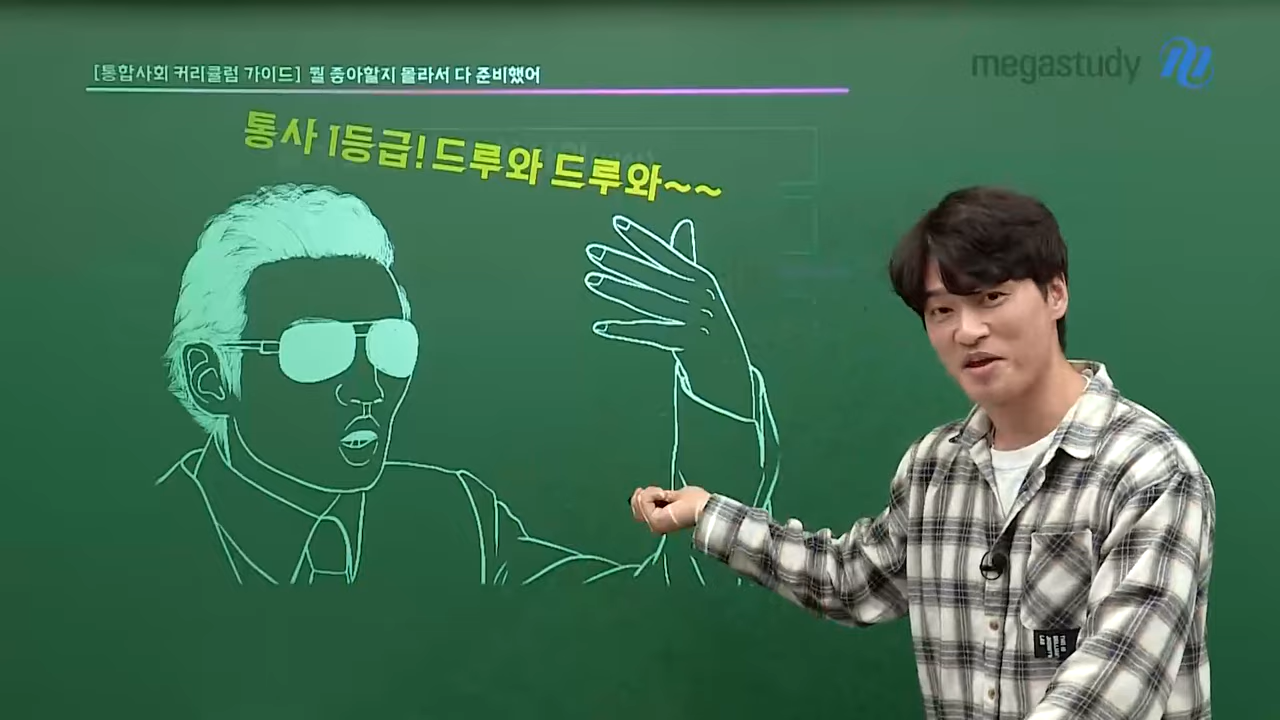 megastudy
[통합사회 커리큘럼 가이드] 뭘 좋아할지 몰라서 다 준비했어
통사 1등급! 드루와 드루와~~